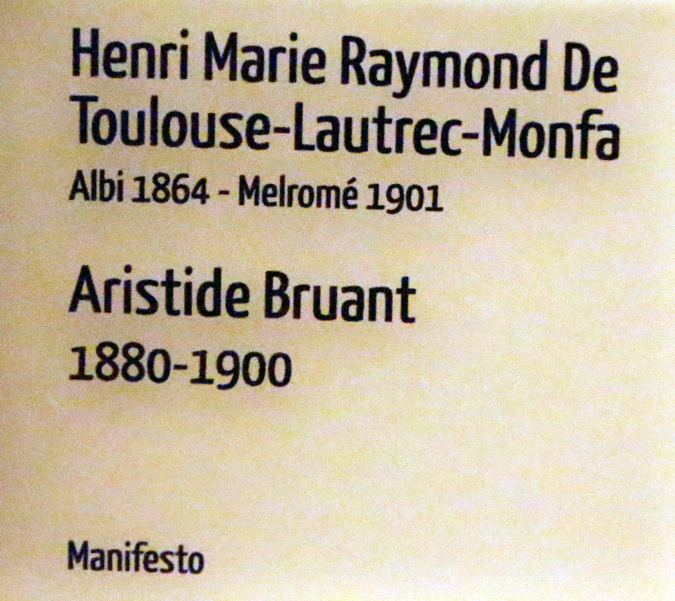 Henri Marie Raymond De
Toulouse-Lautrec-Monfa
Albi 1864 - Melromé 1901
Aristide Bruant
1880-1900
Manifesto